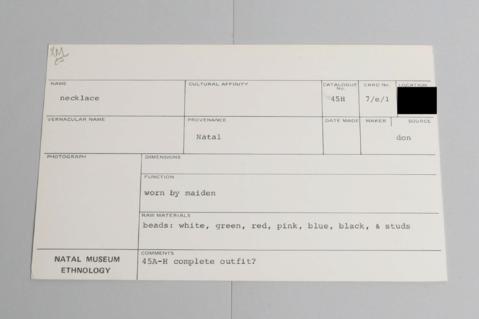 NAME
necklace
CULTURAL AFFINITY
CATALOGUE No.
45H
CARD No.
7/e/1
LOCATION
VERNACULAR NAME
PROVENANCE
Natal
DATE MADE
MAKER
SOURCE
don
PHOTOGRAPH
DIMENSIONS
FUNCTION
worn by maiden
RAW MATERIALS
beads: white, green, red, pink, blue, black, & studs
NATAL MUSEUM
ETHNOLOGY
COMMENTS
45A-H complete outfit?